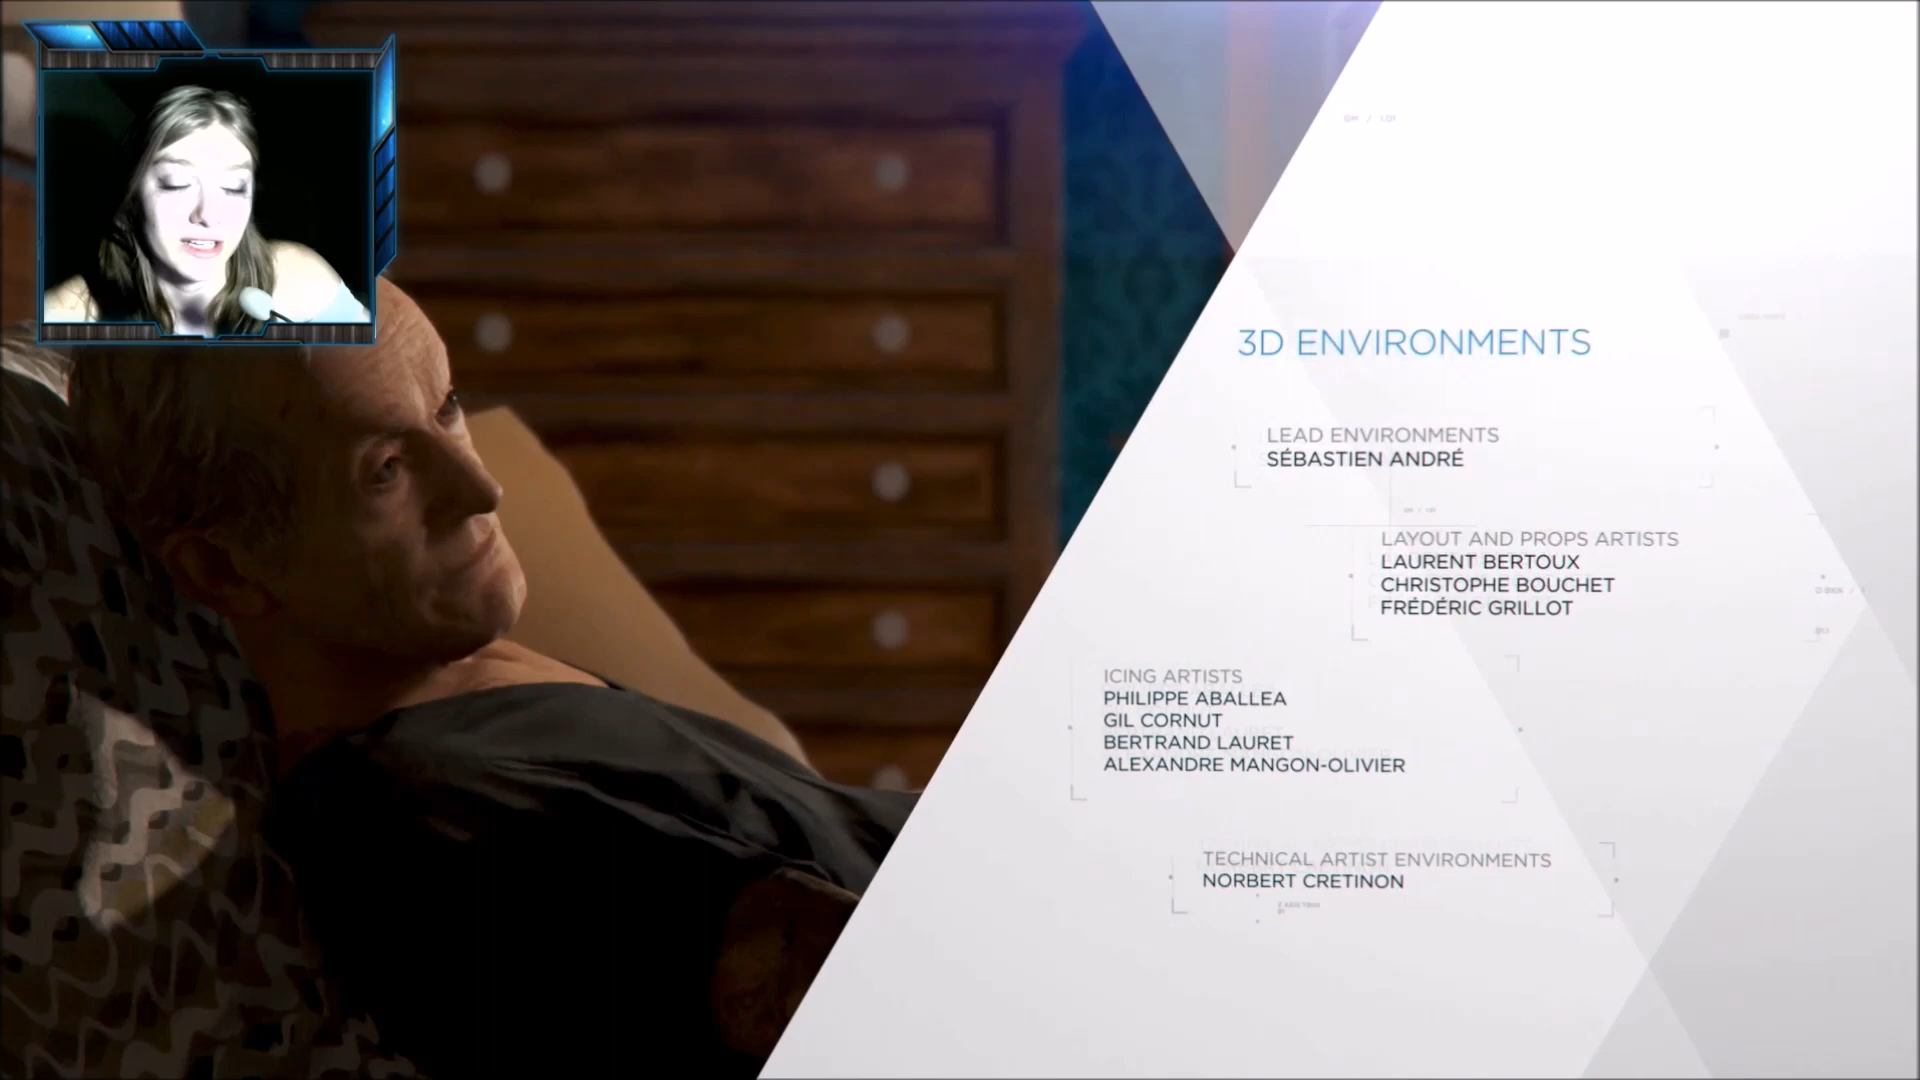 3D ENVIRONMENTS
LEAD ENVIRONMENTS
SÉBASTIEN ANDRÉ
LAYOUT AND PROPS ARTISTS
LAURENT BERTOUX
CHRISTOPHE BOUCHET
FRÉDÉRIC GRILLOT
ICING ARTISTS
PHILIPPE ABALLEA
GIL CORNUT
BERTRAND LAURET
ALEXANDRE MANGON-OLIVIER
TECHNICAL ARTIST ENVIRONMENTS
NORBERT CRETINON